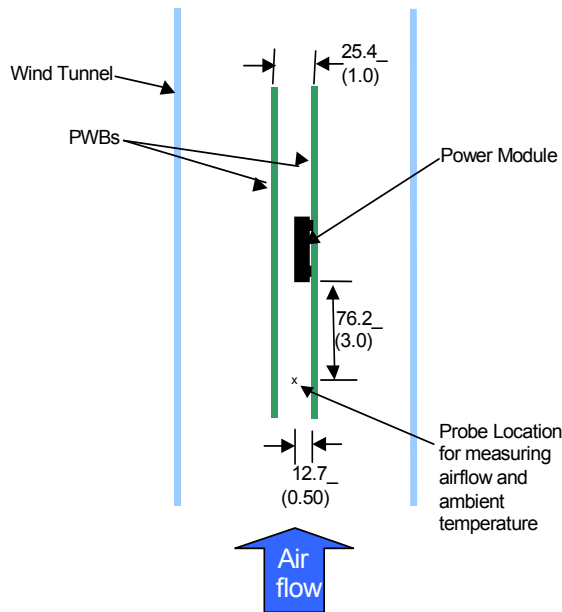 25.4_
(1.0)
Wind Tunnel
PWBs
Power Module
76.2_
(3.0)
x
Probe Location
for measuring
airflow and
ambient
temperature
12.7_
(0.50)
Air
flow